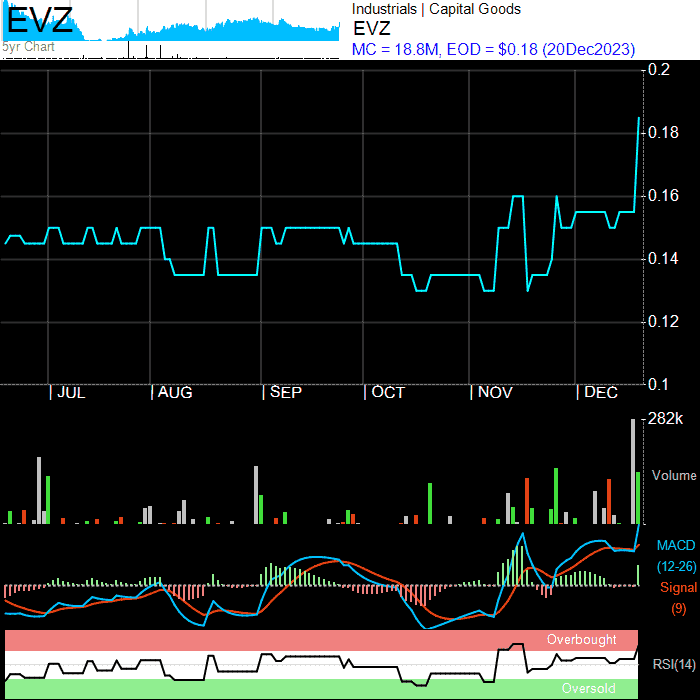 EVZ
5yr Chart
Industrials | Capital Goods
EVZ
MC = 18.8M, EOD = $0.18 (20Dec2023)
0.2
0.18
0.16
0.14
0.12
0.1
| JUL | AUG | SEP | OCT | NOV | DEC
282k
Volume
MACD
(12-26)
Signal
(9)
Overbought
RSI(14)
Oversold